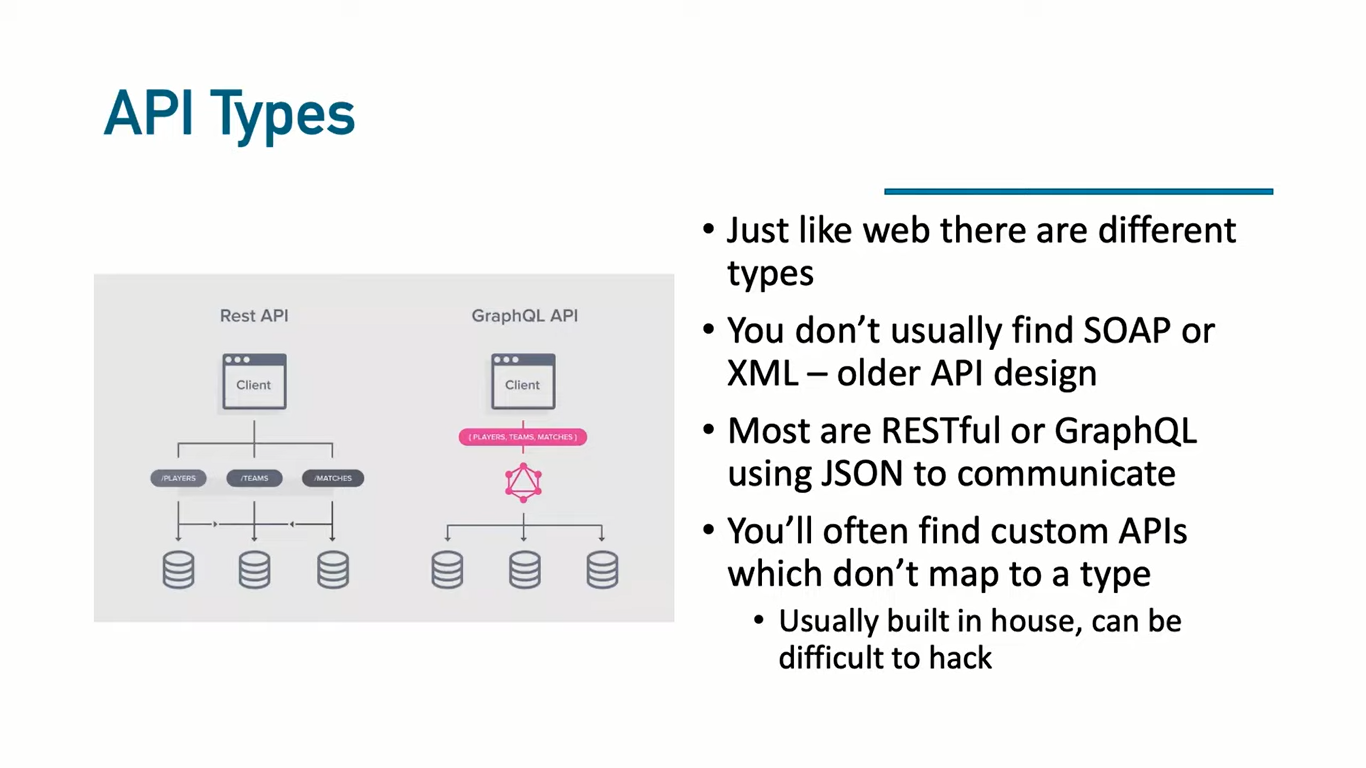 API Types
Rest API
GraphQL API
Client
Client
{ PLAYERS, TEAMS, MATCHES }
/PLAYERS
/TEAMS
/MATCHES
• Just like web there are different
types
• You don’t usually find SOAP or
XML – older API design
• Most are RESTful or GraphQL
using JSON to communicate
• You’ll often find custom APIs
which don’t map to a type
• Usually built in house, can be
difficult to hack